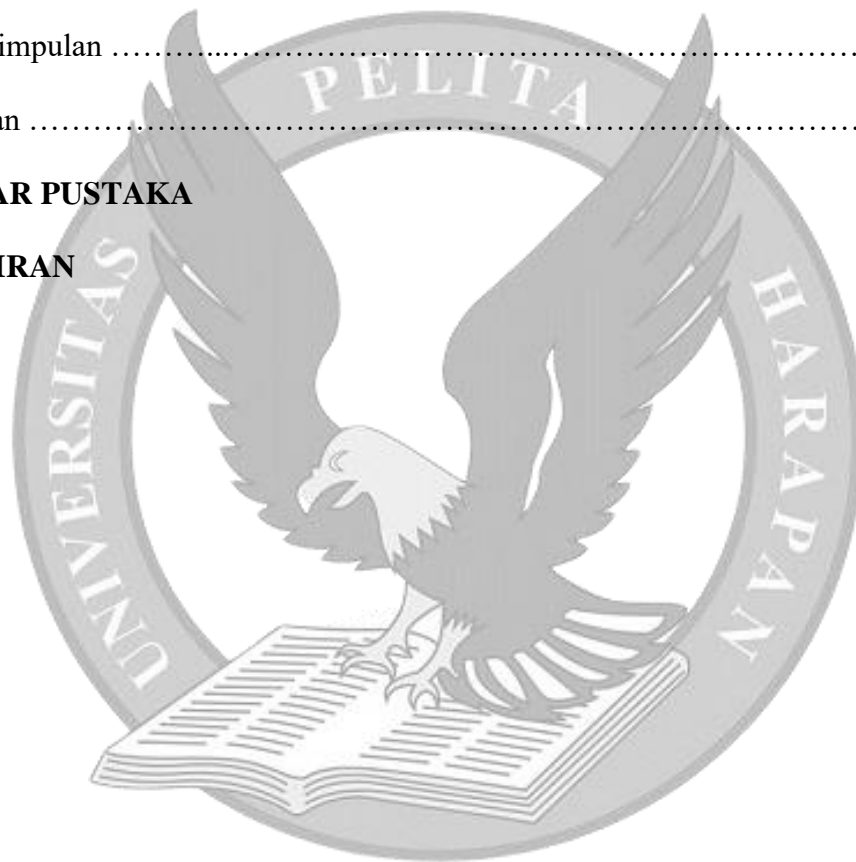 impulan ………...……………………………………………………………
an ………………………………………………………………………
AR PUSTAKA
IRAN
UNIVERSITAS PELITA HARAPAN